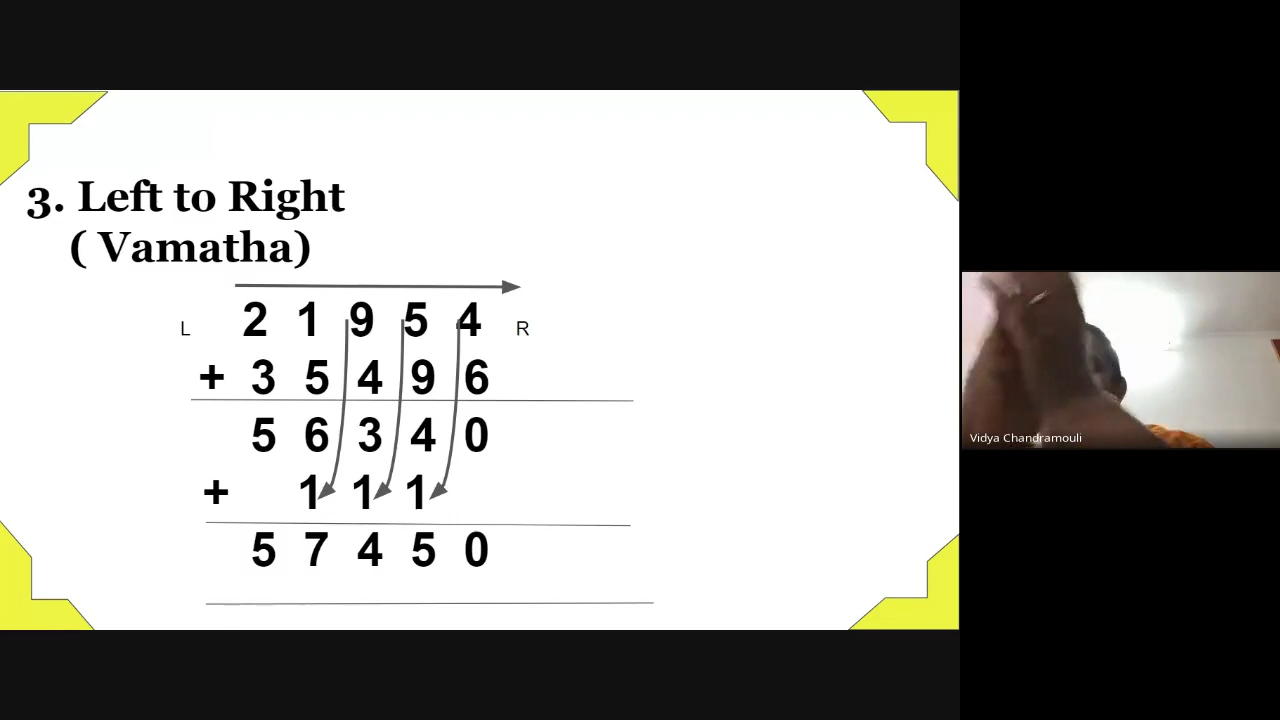 3. Left to Right
( Vamatha)
L 2 1 9 5 4 R
+ 3 5 4 9 6
5 6 3 4 0
+ 1 1 1
5 7 4 5 0
Vidya Chandramouli